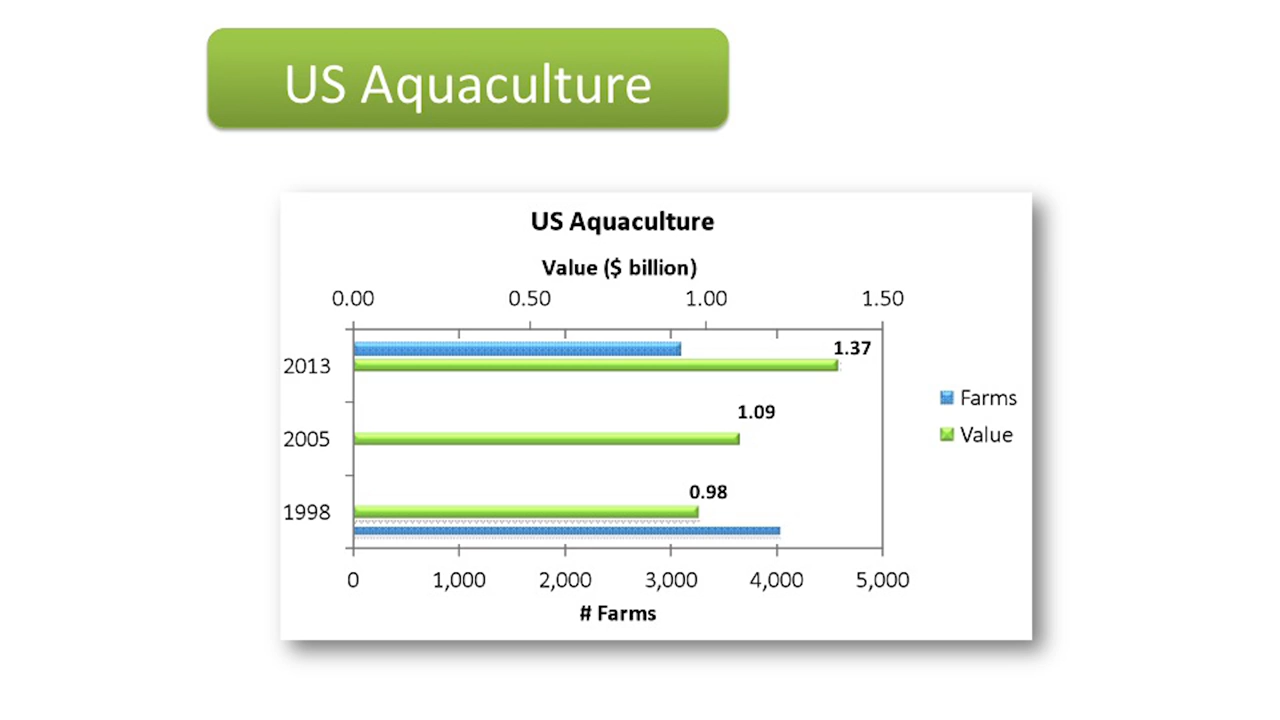 US Aquaculture
US Aquaculture
Value ($ billion)
0.00 0.50 1.00 1.50
2013 1.37
2005 1.09
1998 0.98
Farms
Value
0 1,000 2,000 3,000 4,000 5,000
# Farms